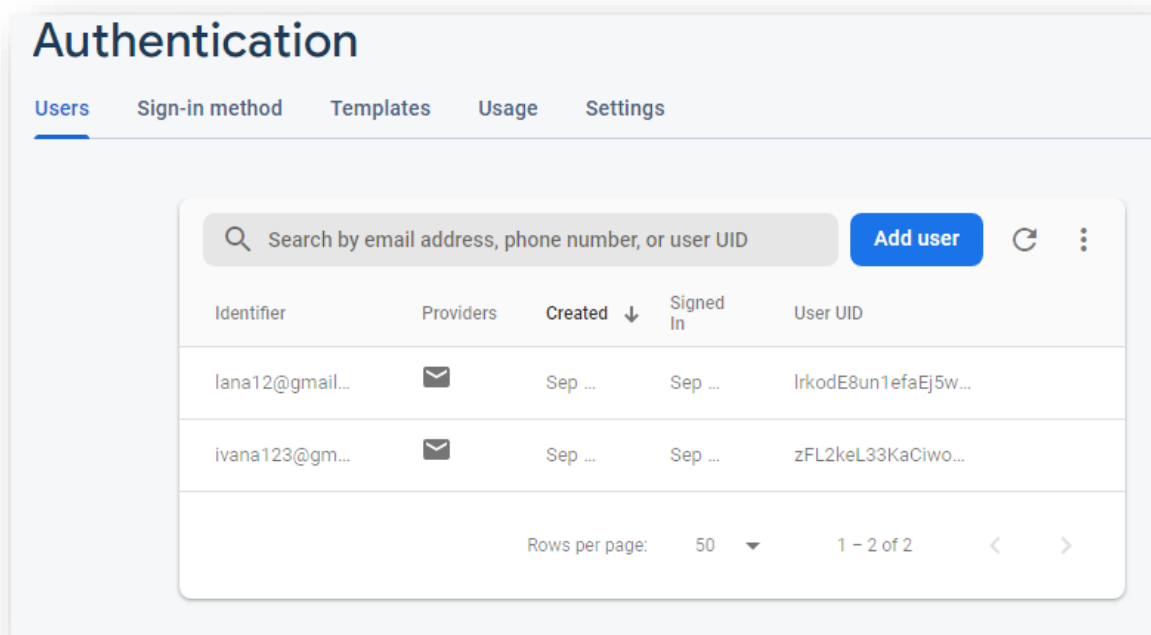 Authentication
Users Sign-in method Templates Usage Settings
Search by email address, phone number, or user UID Add user
Identifier Providers Created Signed In User UID
lana12@gmail... Sep ... Sep ... lrkodE8un1efaEj5w...
ivana123@gm... Sep ... Sep ... zFL2keL33KaCiwo...
Rows per page: 50 1 – 2 of 2